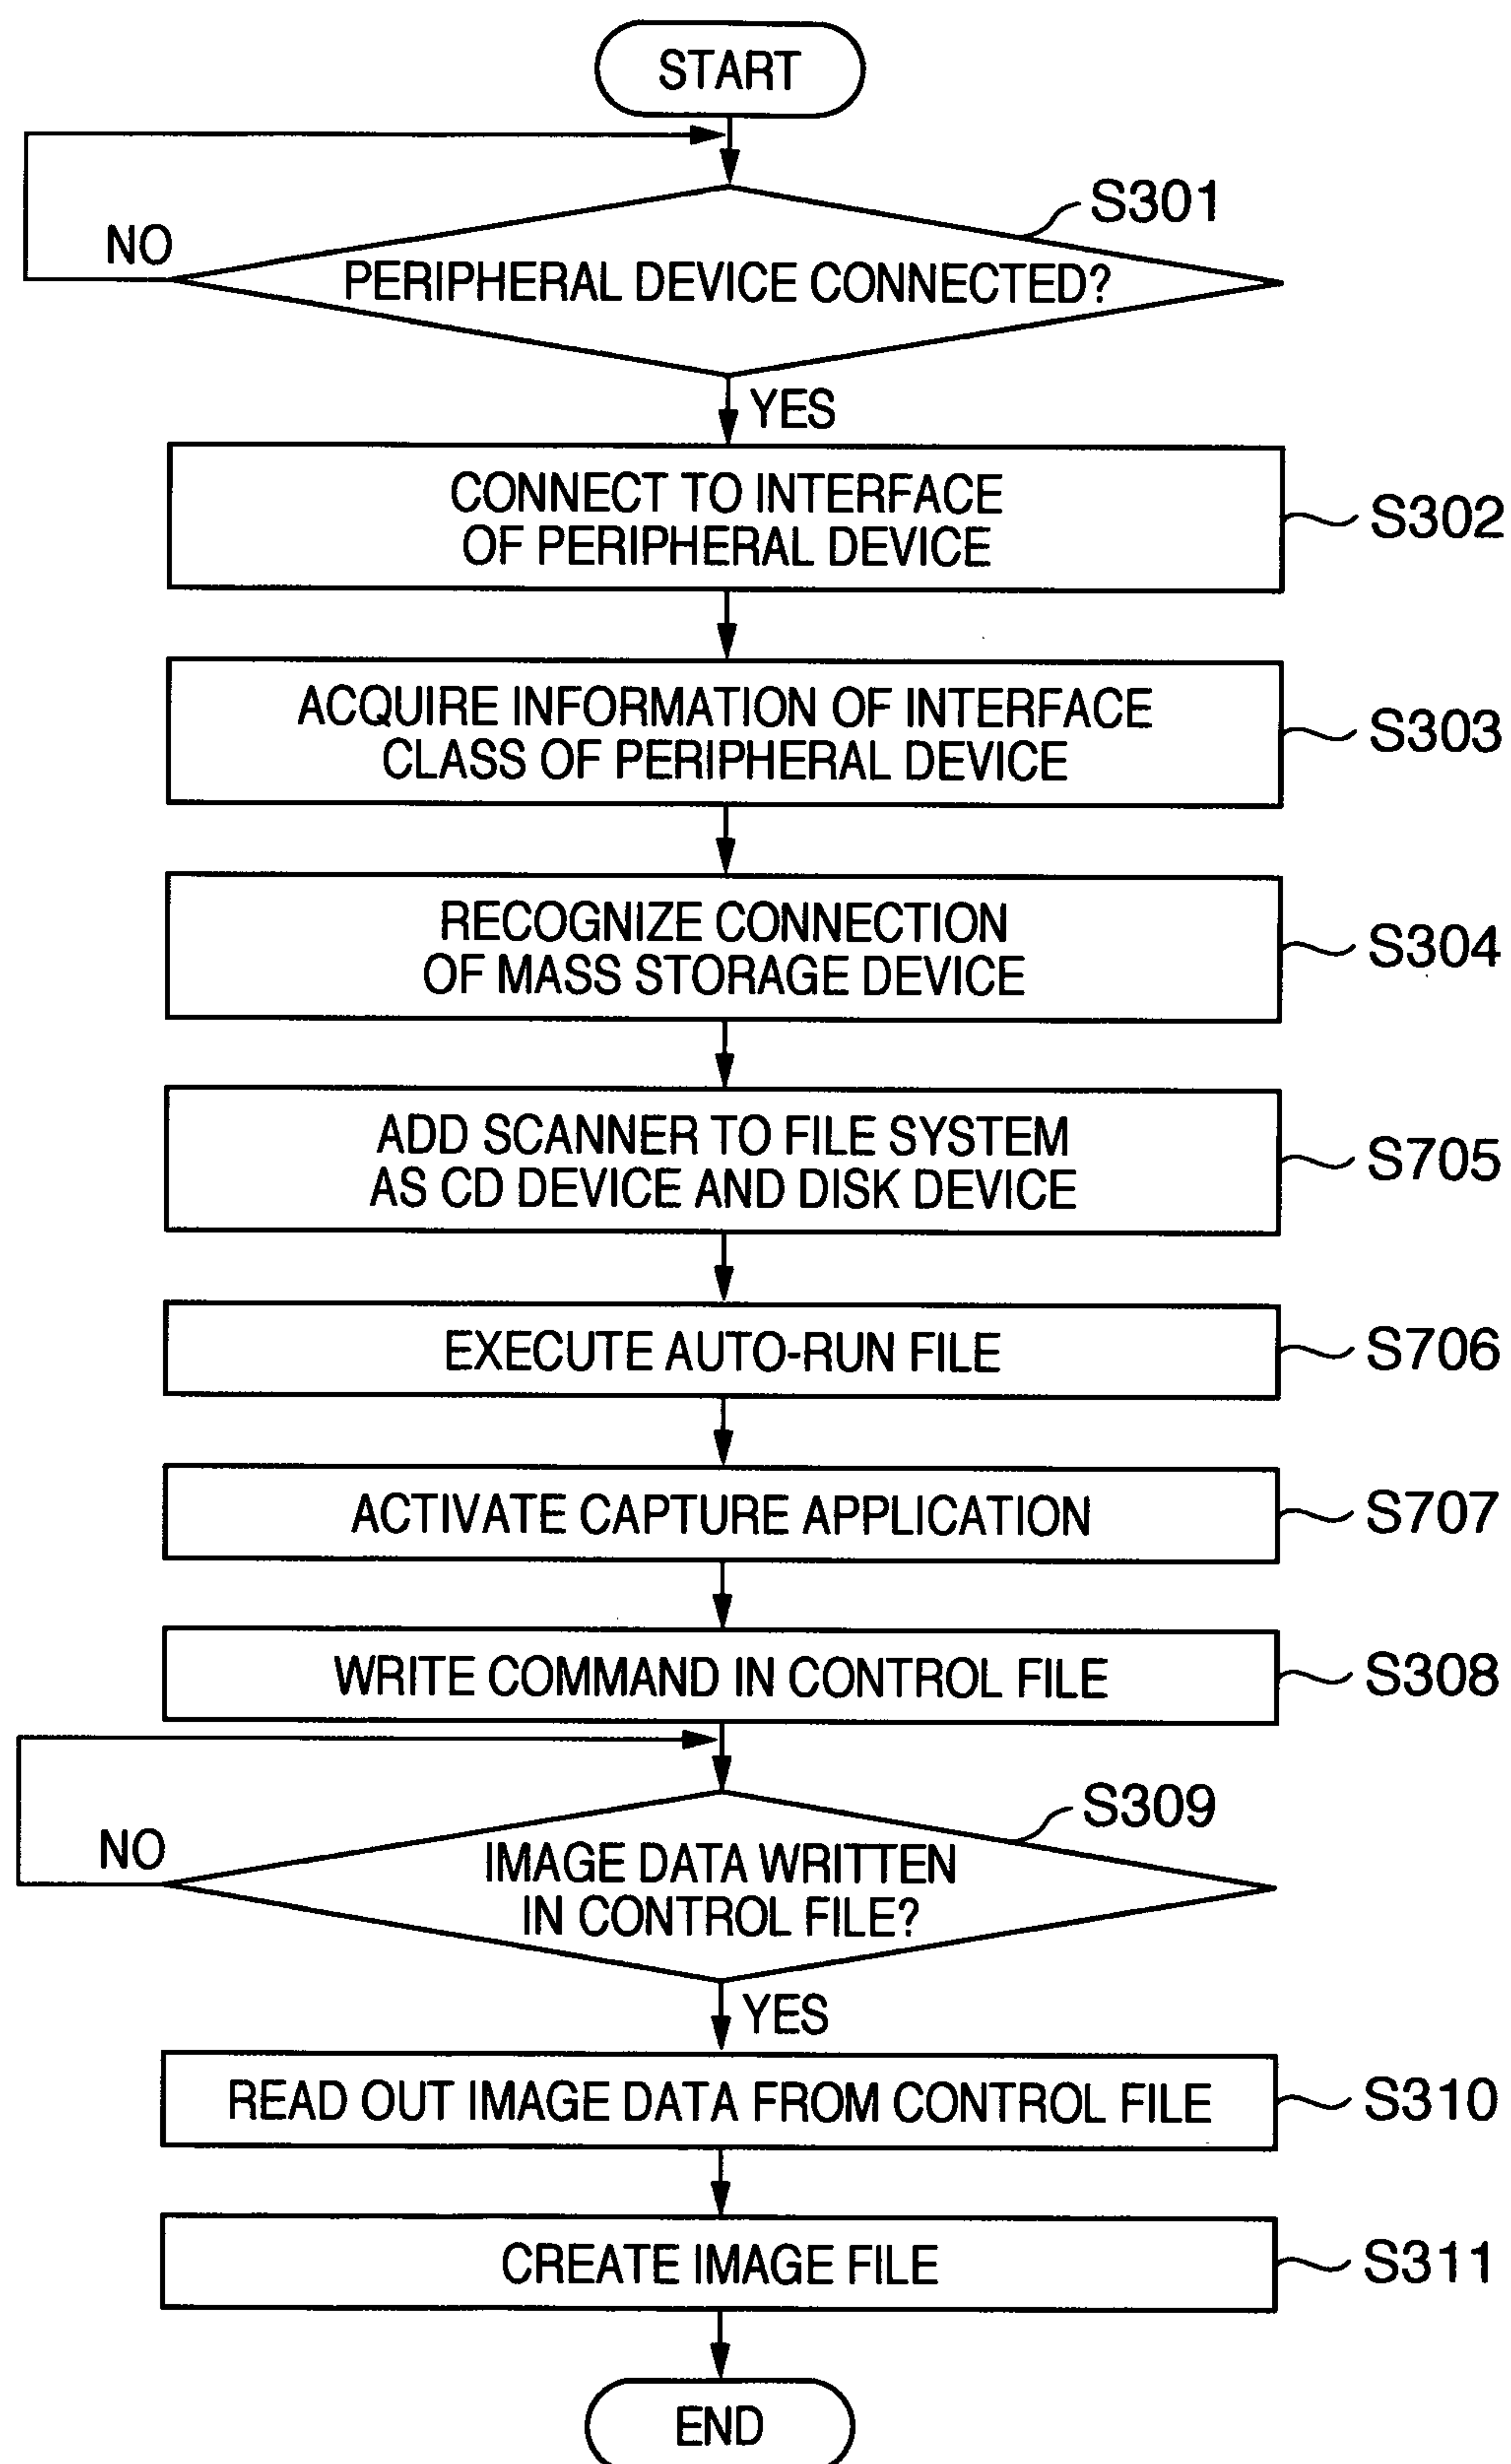 START
S301
NO
PERIPHERAL DEVICE CONNECTED?
YES
CONNECT TO INTERFACE
OF PERIPHERAL DEVICE
S302
ACQUIRE INFORMATION OF INTERFACE
CLASS OF PERIPHERAL DEVICE
S303
RECOGNIZE CONNECTION
OF MASS STORAGE DEVICE
S304
ADD SCANNER TO FILE SYSTEM
AS CD DEVICE AND DISK DEVICE
S705
EXECUTE AUTO-RUN FILE
S706
ACTIVATE CAPTURE APPLICATION
S707
WRITE COMMAND IN CONTROL FILE
S308
S309
NO
IMAGE DATA WRITTEN
IN CONTROL FILE?
YES
READ OUT IMAGE DATA FROM CONTROL FILE
S310
CREATE IMAGE FILE
S311
END